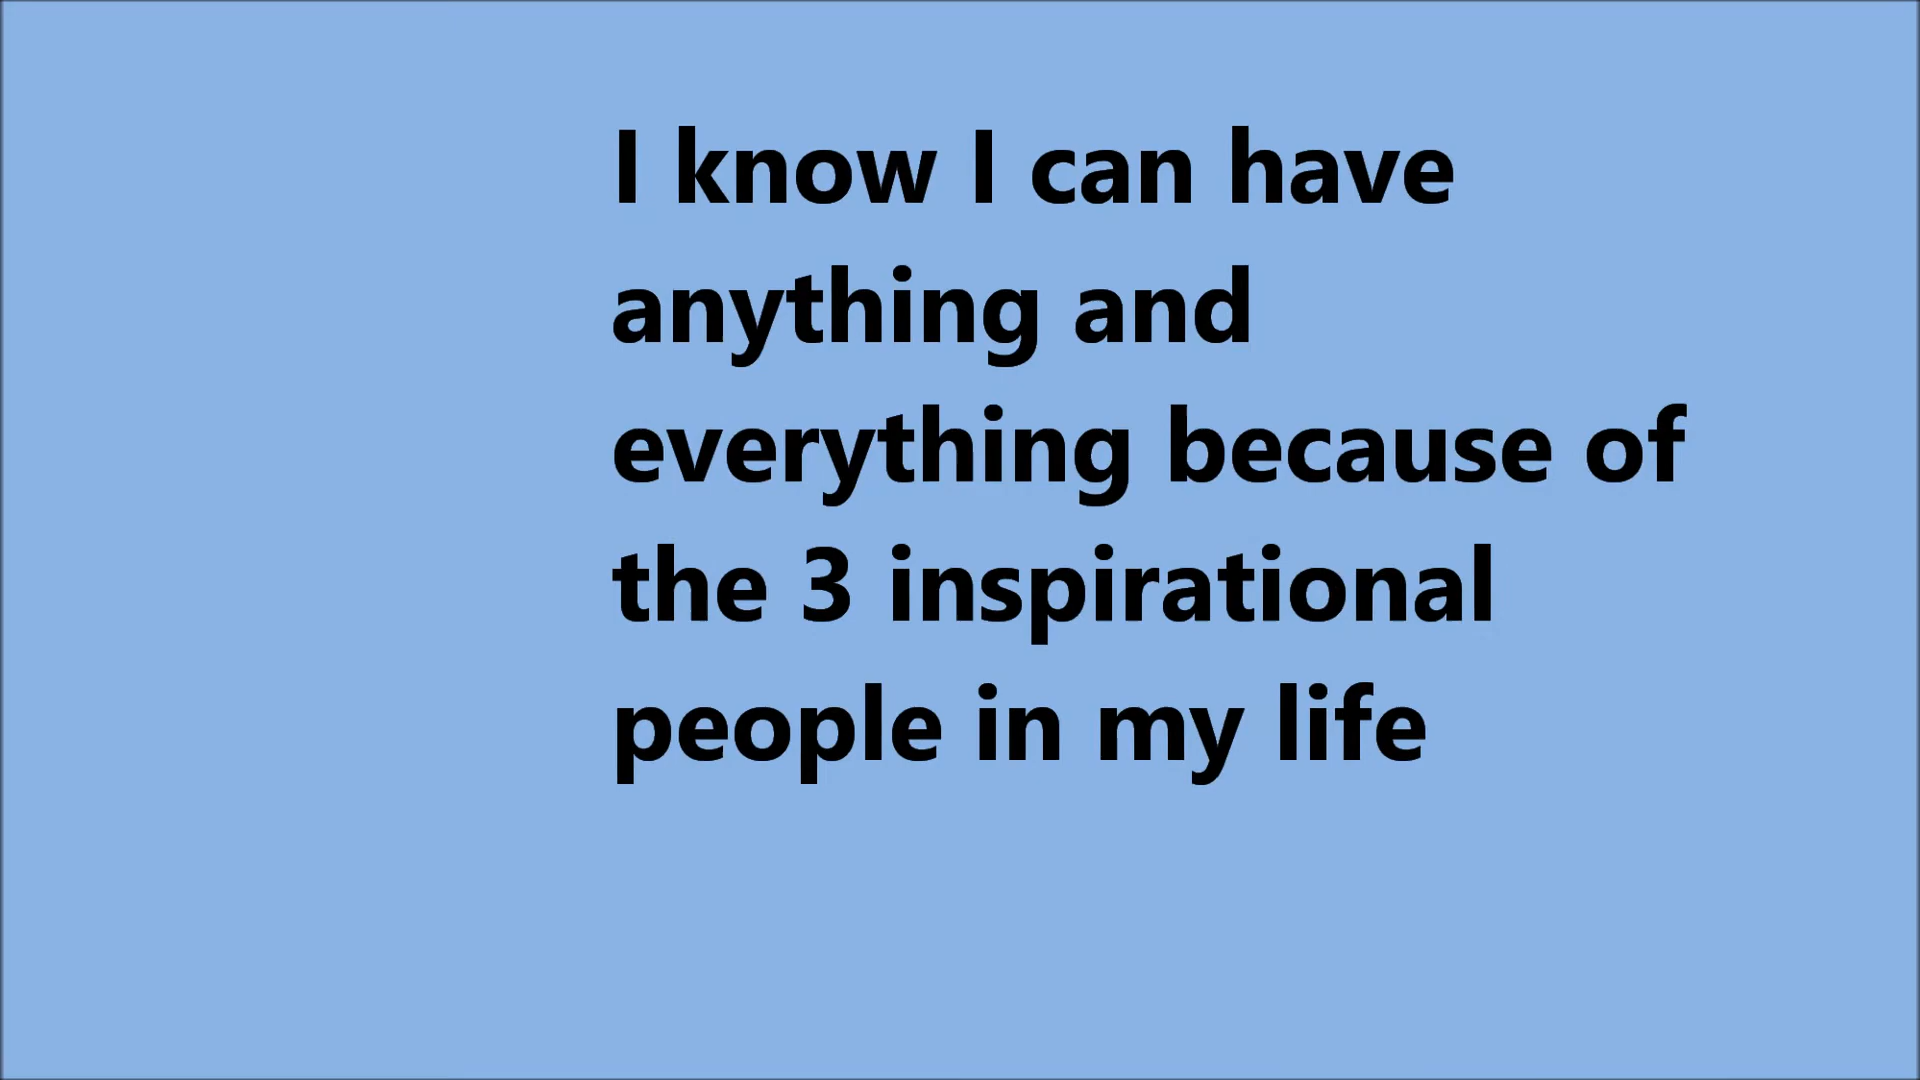 I know I can have
anything and
everything because of
the 3 inspirational
people in my life